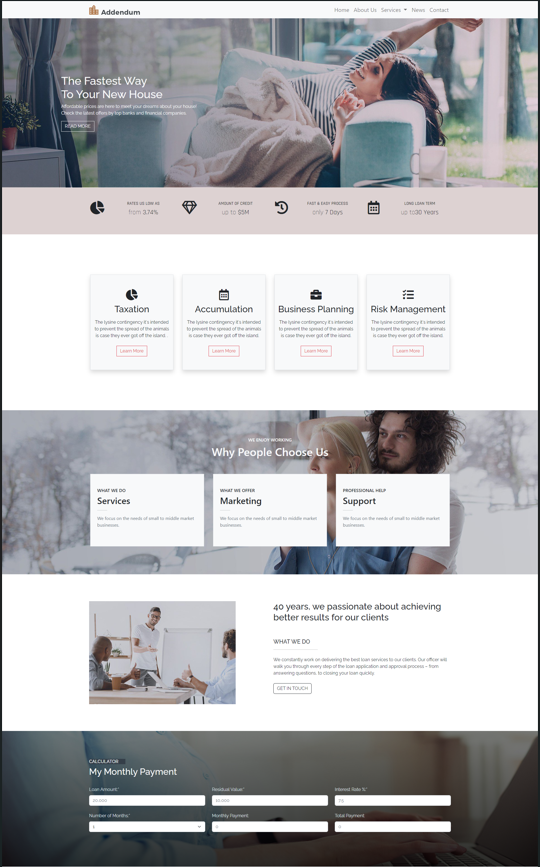 Addendum
Home About Us Services News Contact
The Fastest Way
To Your New House
Affordable prices are here to meet your dreams about your house!
Check the latest offers by top banks and financial companies.
READ MORE
RATES US LOW AS
from 3.74%
AMOUNT OF CREDIT
up to $5M
FAST & EASY PROCESS
only 7 Days
LONG LOAN TERM
up to30 Years
Taxation
The lysine contingency it's intended
to prevent the spread of the animals
is case they ever got off the island.
Learn More
Accumulation
The lysine contingency it's intended
to prevent the spread of the animals
is case they ever got off the island.
Learn More
Business Planning
The lysine contingency it's intended
to prevent the spread of the animals
is case they ever got off the island.
Learn More
Risk Management
The lysine contingency it's intended
to prevent the spread of the animals
is case they ever got off the island.
Learn More
WE ENJOY WORKING
Why People Choose Us
WHAT WE DO
Services
We focus on the needs of small to middle market
businesses.
WHAT WE OFFER
Marketing
We focus on the needs of small to middle market
businesses.
PROFESSIONAL HELP
Support
We focus on the needs of small to middle market
businesses.
40 years, we passionate about achieving
better results for our clients
WHAT WE DO
We constantly work on delivering the best loan services to our clients. Our officer will
walk you through every step of the loan application and approval process – from
answering questions, to closing your loan quickly.
GET IN TOUCH
CALCULATOR
My Monthly Payment
Loan Amount:* Residual Value:* Interest Rate %:*
20,000 10,000 7.5
Number of Months:* Monthly Payment: Total Payment:
1 0 0